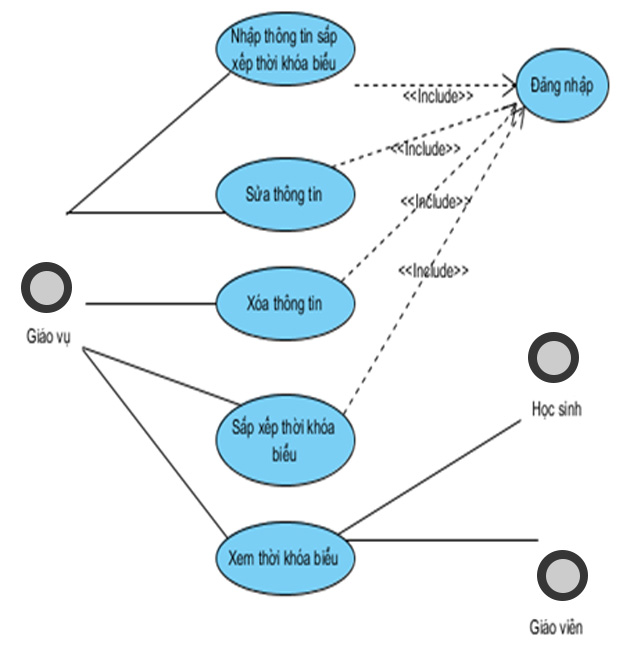 Nhập thông tin sắp
xếp thời khóa biểu
Đăng nhập
<<Include>>
<<Include>>
Sửa thông tin
<<Include>>
<<Include>>
Xóa thông tin
Giáo vụ
Học sinh
Sắp xếp thời khóa
biểu
Xem thời khóa biểu
Giáo viên